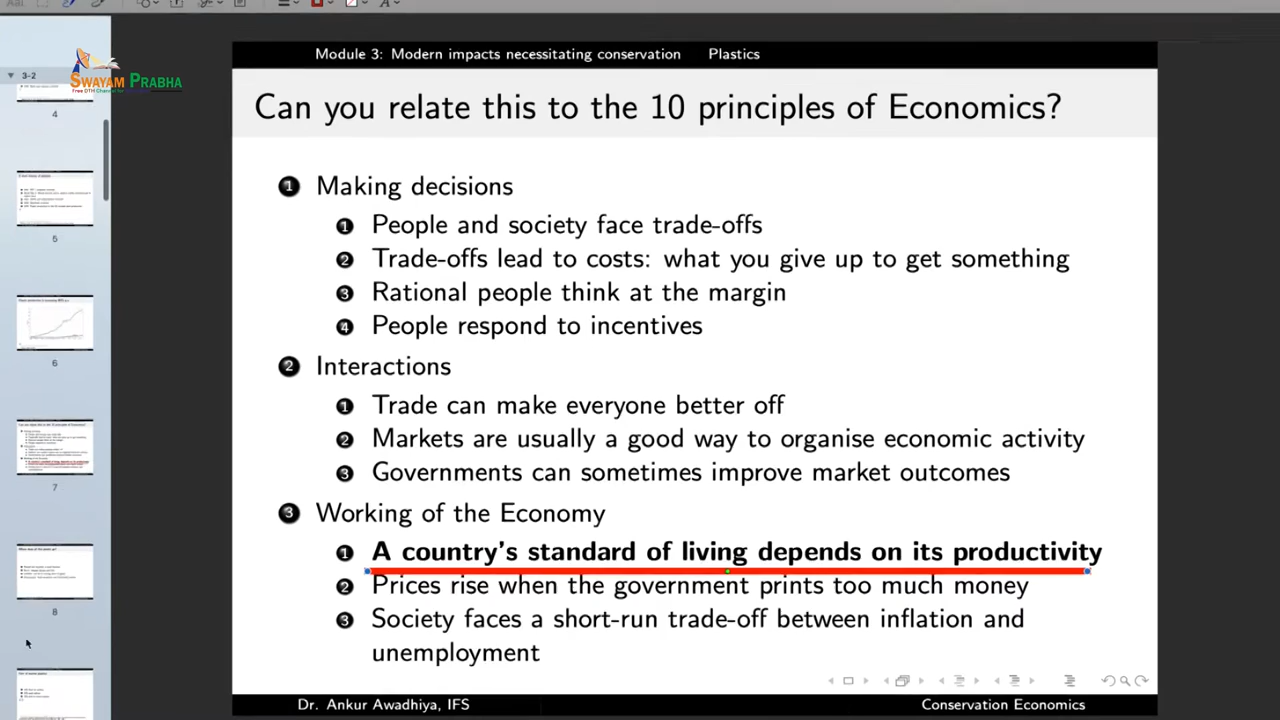 Module 3: Modern impacts necessitating conservation Plastics
3-2
SWAYAM PRABHA
Can you relate this to the 10 principles of Economics?
4
1 Making decisions
1 People and society face trade-offs
5
2 Trade-offs lead to costs: what you give up to get something
3 Rational people think at the margin
4 People respond to incentives
6
2 Interactions
1 Trade can make everyone better off
2 Markets are usually a good way to organise economic activity
3 Governments can sometimes improve market outcomes
7
3 Working of the Economy
1 A country's standard of living depends on its productivity
2 Prices rise when the government prints too much money
8
3 Society faces a short-run trade-off between inflation and
unemployment
Dr. Ankur Awadhiya, IFS Conservation Economics